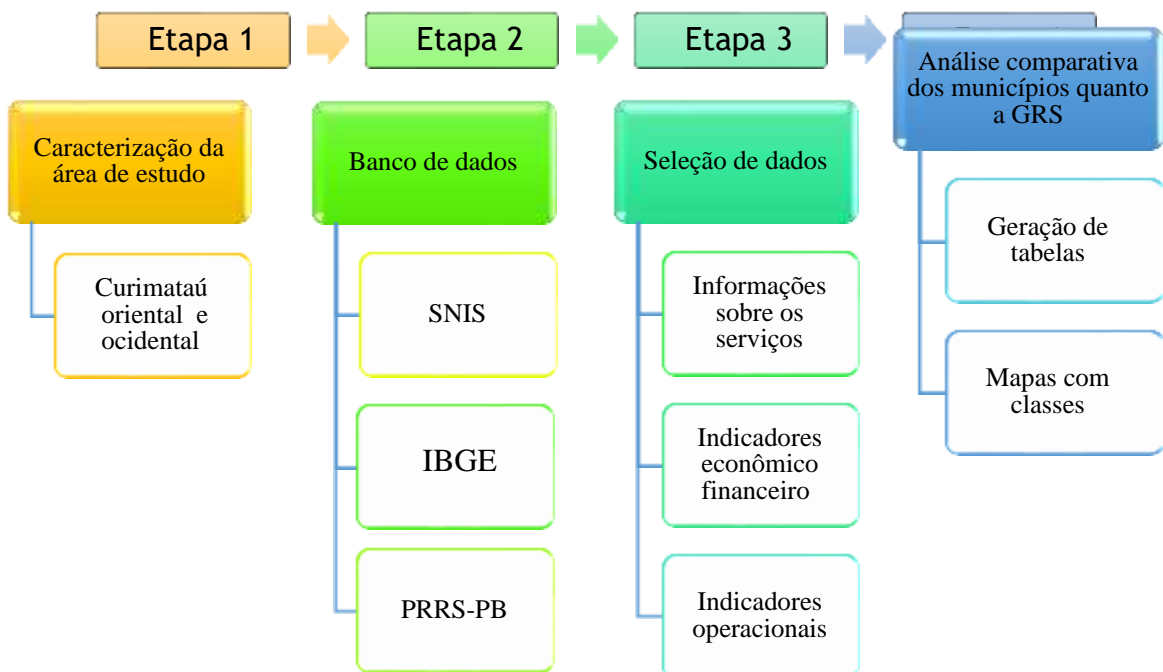 Etapa 1
Etapa 2
Etapa 3
Caracterização da
área de estudo
Curimataú
oriental e
ocidental
Banco de dados
SNIS
IBGE
PRRS-PB
Seleção de dados
Informações
sobre os
serviços
Indicadores
econômico
financeiro
Indicadores
operacionais
Análise comparativa
dos municípios quanto
a GRS
Geração de
tabelas
Mapas com
classes